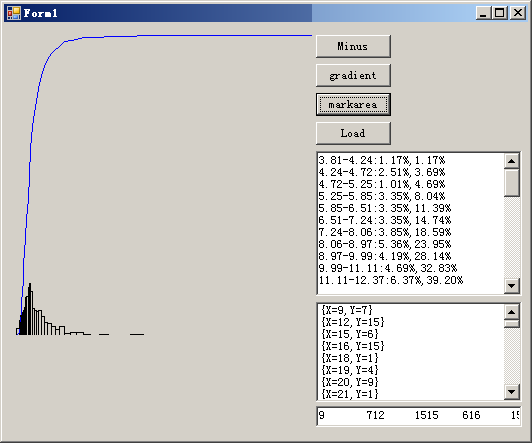 Form1
Minus
gradient
markarea
Load
3.81-4.24:1.17%,1.17%
4.24-4.72:2.51%,3.69%
4.72-5.25:1.01%,4.69%
5.25-5.85:3.35%,8.04%
5.85-6.51:3.35%,11.39%
6.51-7.24:3.35%,14.74%
7.24-8.06:3.85%,18.59%
8.06-8.97:5.36%,23.95%
8.97-9.99:4.19%,28.14%
9.99-11.11:4.69%,32.83%
11.11-12.37:6.37%,39.20%
{X=9,Y=7}
{X=12,Y=15}
{X=15,Y=6}
{X=16,Y=15}
{X=18,Y=1}
{X=19,Y=4}
{X=20,Y=9}
{X=21,Y=1}
9 712 1515 616